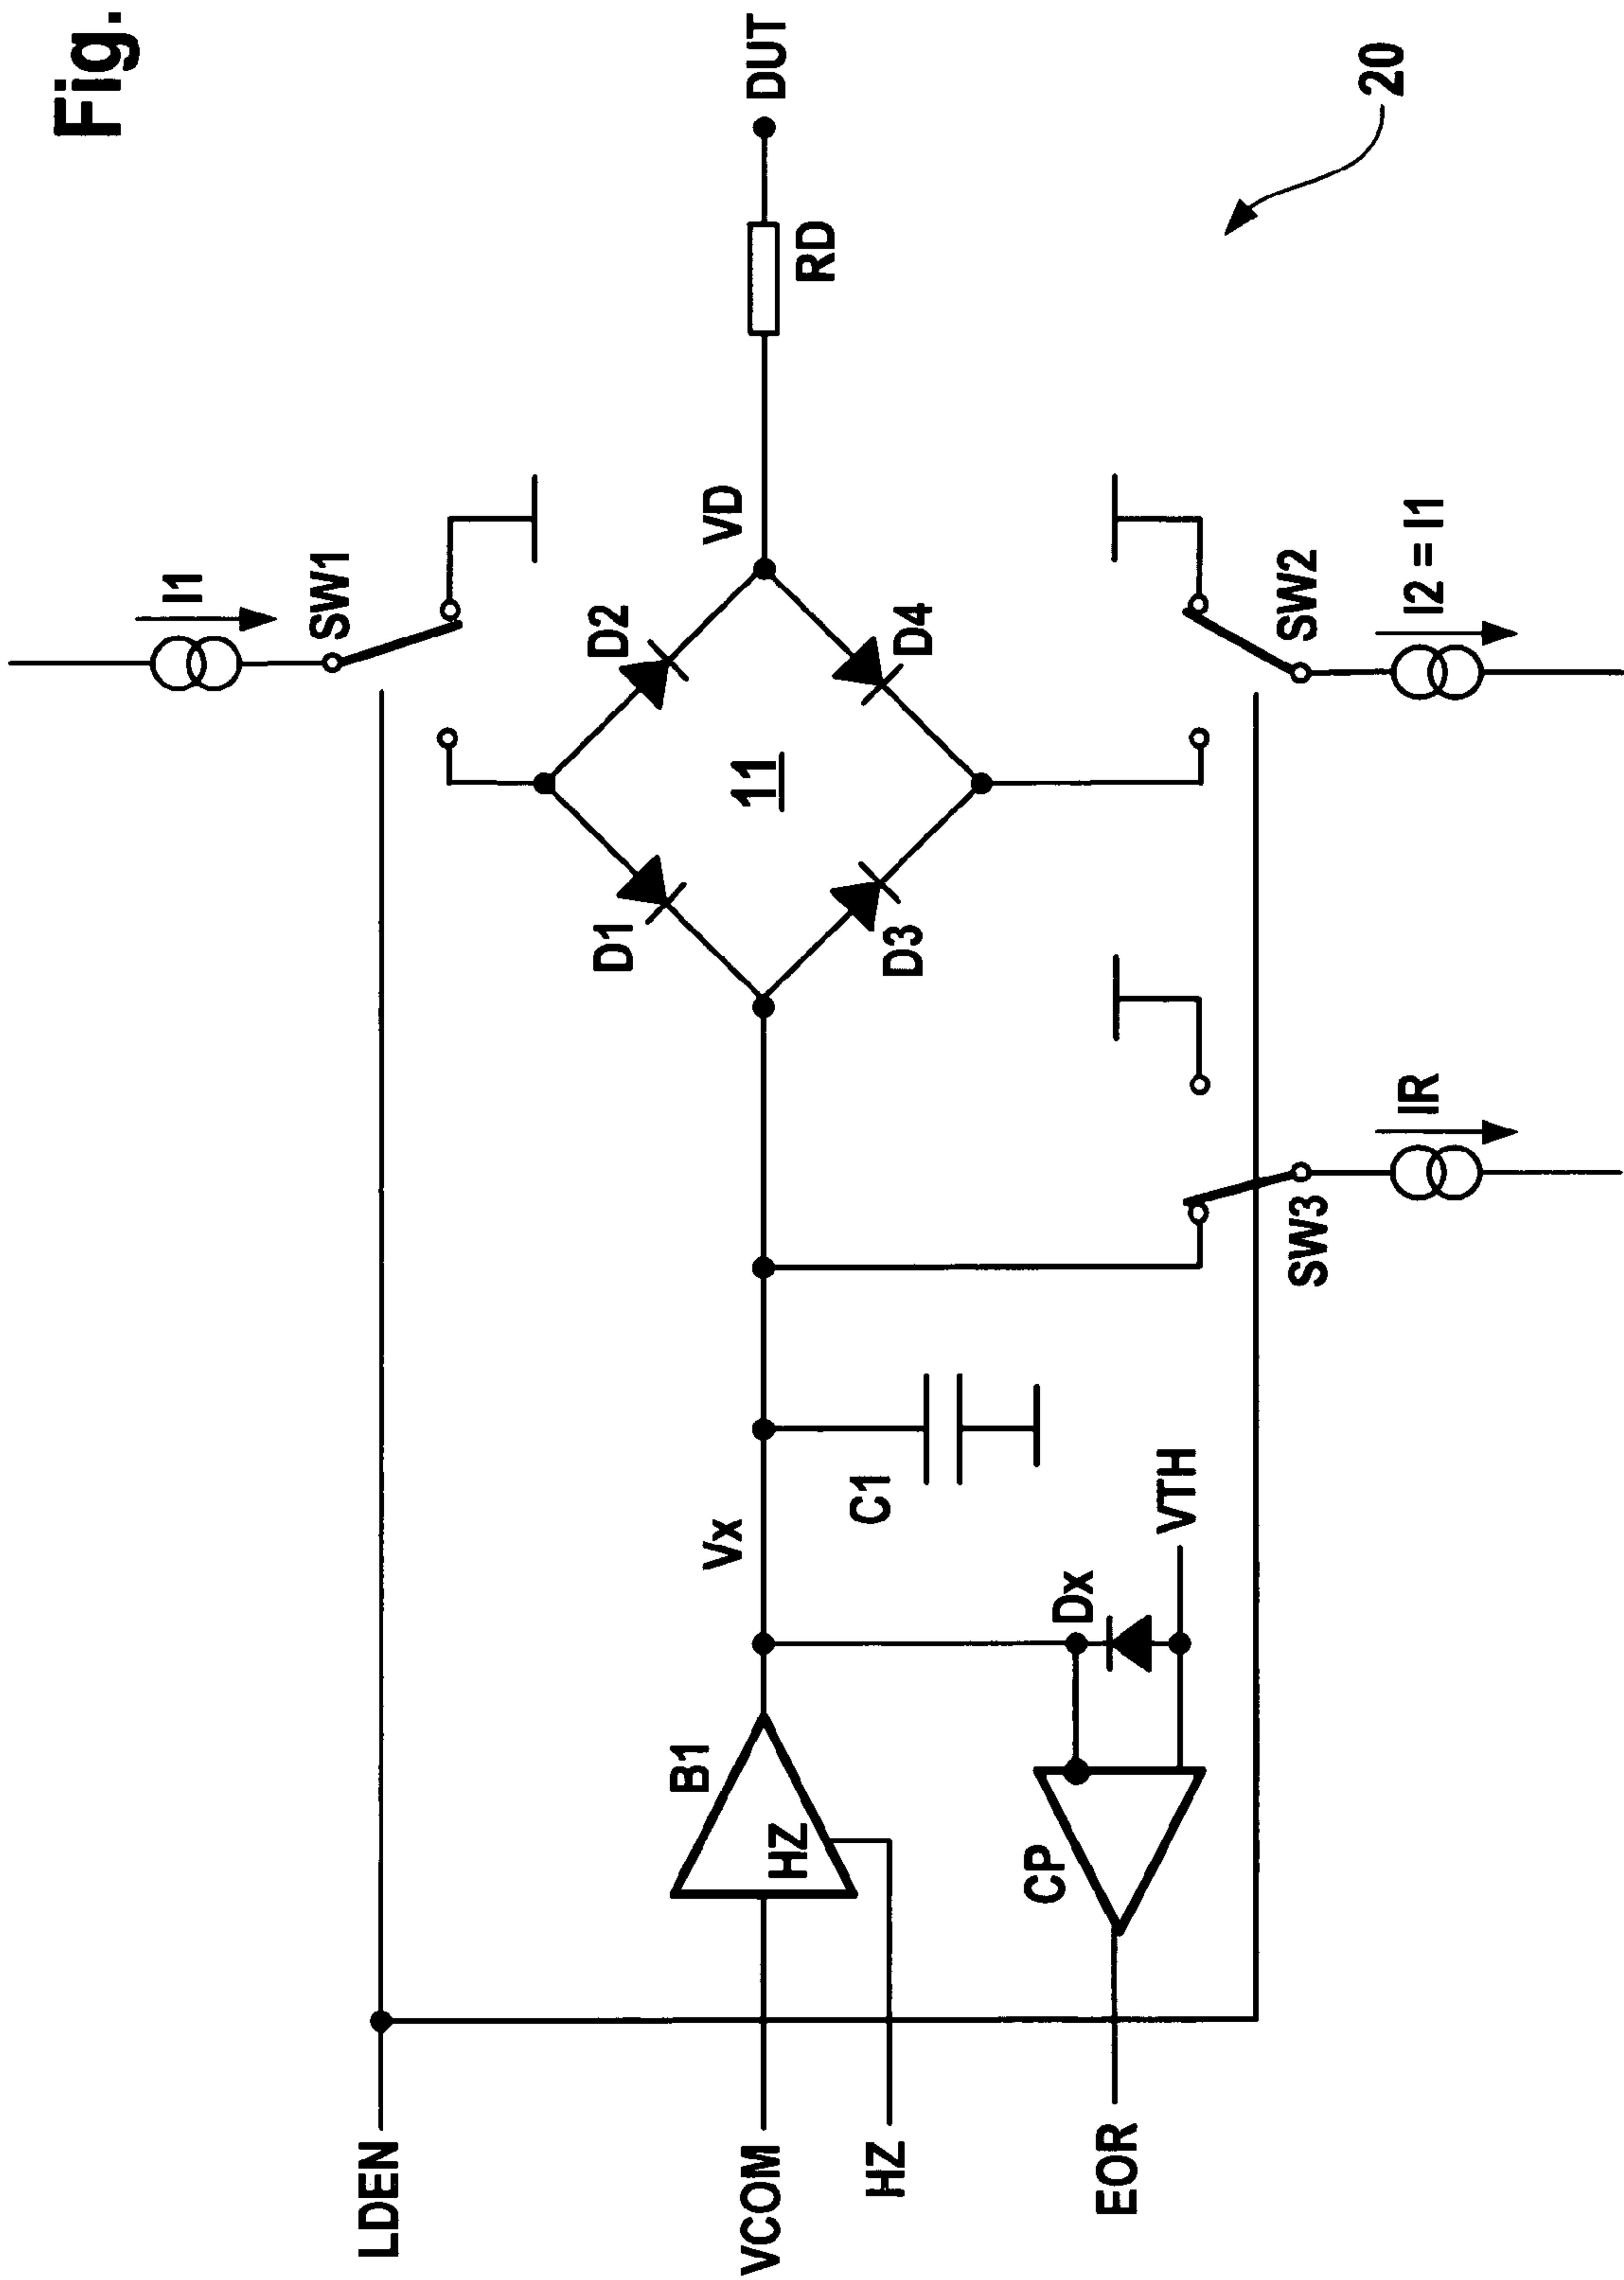 Fig.
DUT
20
RD
VD
I1
SW1
D2
D4
11
D1
D3
SW2
I2 = I1
IR
SW3
C1
Vx
VTH
Dx
B1
HZ
CP
LDEN
VCOM
HZ
EOR